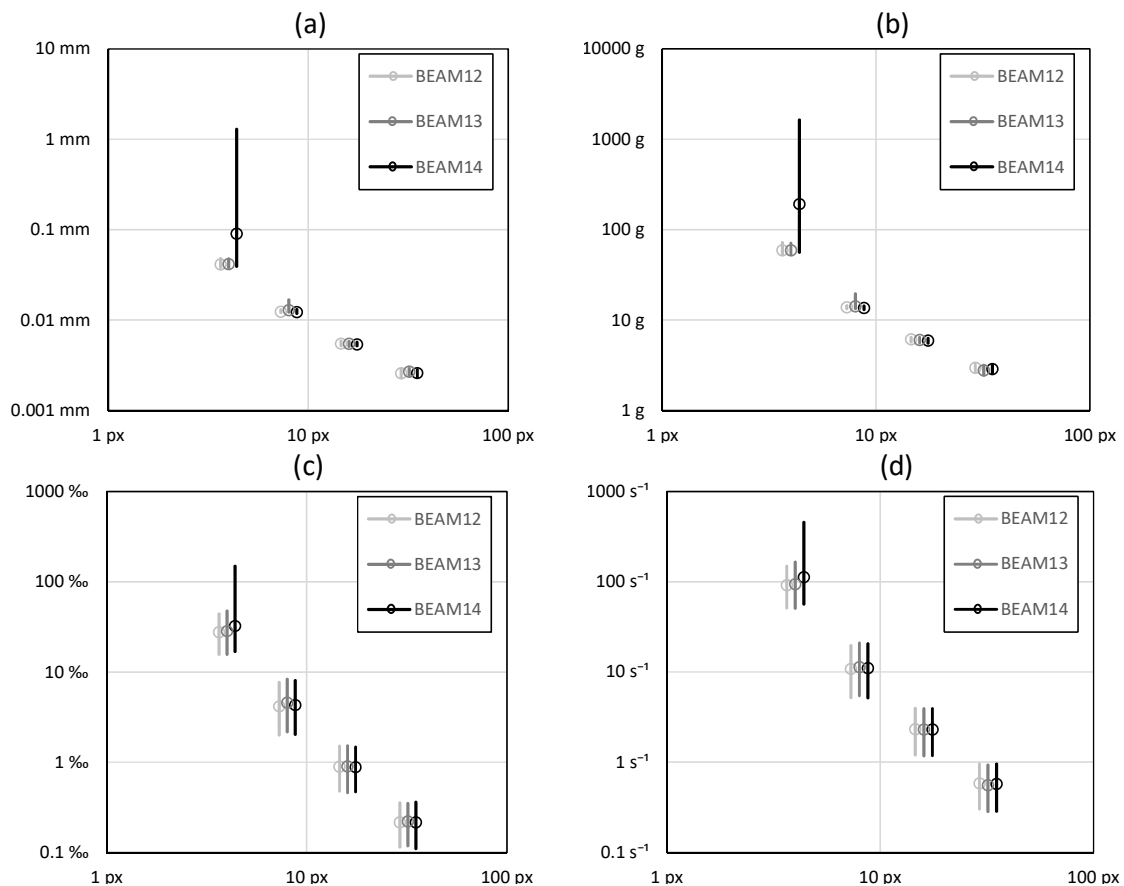 (a)
10 mm
1 mm
0.1 mm
0.01 mm
0.001 mm
1 px
10 px
100 px
BEAM12
BEAM13
BEAM14
(b)
10000 g
1000 g
100 g
10 g
1 g
1 px
10 px
100 px
BEAM12
BEAM13
BEAM14
(c)
1000 ‰
100 ‰
10 ‰
1 ‰
0.1 ‰
1 px
10 px
100 px
BEAM12
BEAM13
BEAM14
(d)
1000 s⁻¹
100 s⁻¹
10 s⁻¹
1 s⁻¹
0.1 s⁻¹
1 px
10 px
100 px
BEAM12
BEAM13
BEAM14